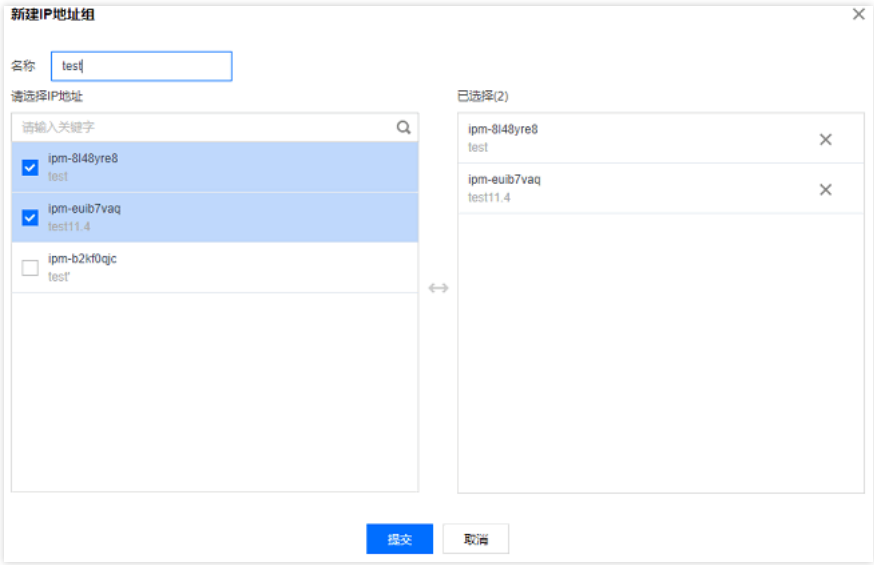 新建IP地址组
名称 test
请选择IP地址
请输入关键字
ipm-8l48yre8
test
ipm-euib7vaq
test11.4
ipm-b2kf0qjc
test'
已选择(2)
ipm-8l48yre8
test
ipm-euib7vaq
test11.4
提交 取消